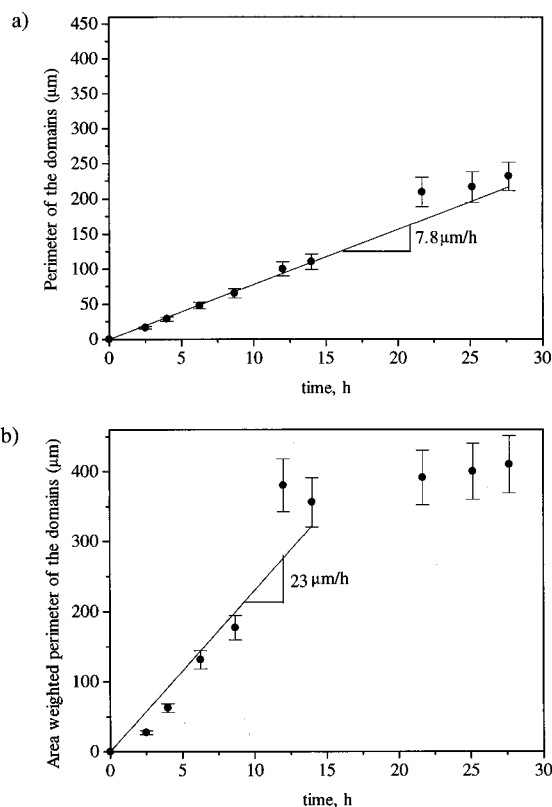 a)
Perimeter of the domains (μm)
450
400
350
300
250
200
150
100
50
0
7.8μm/h
0 5 10 15 20 25 30
time, h
b)
Area weighted perimeter of the domains (μm)
400
300
200
100
0
23 μm/h
0 5 10 15 20 25 30
time, h